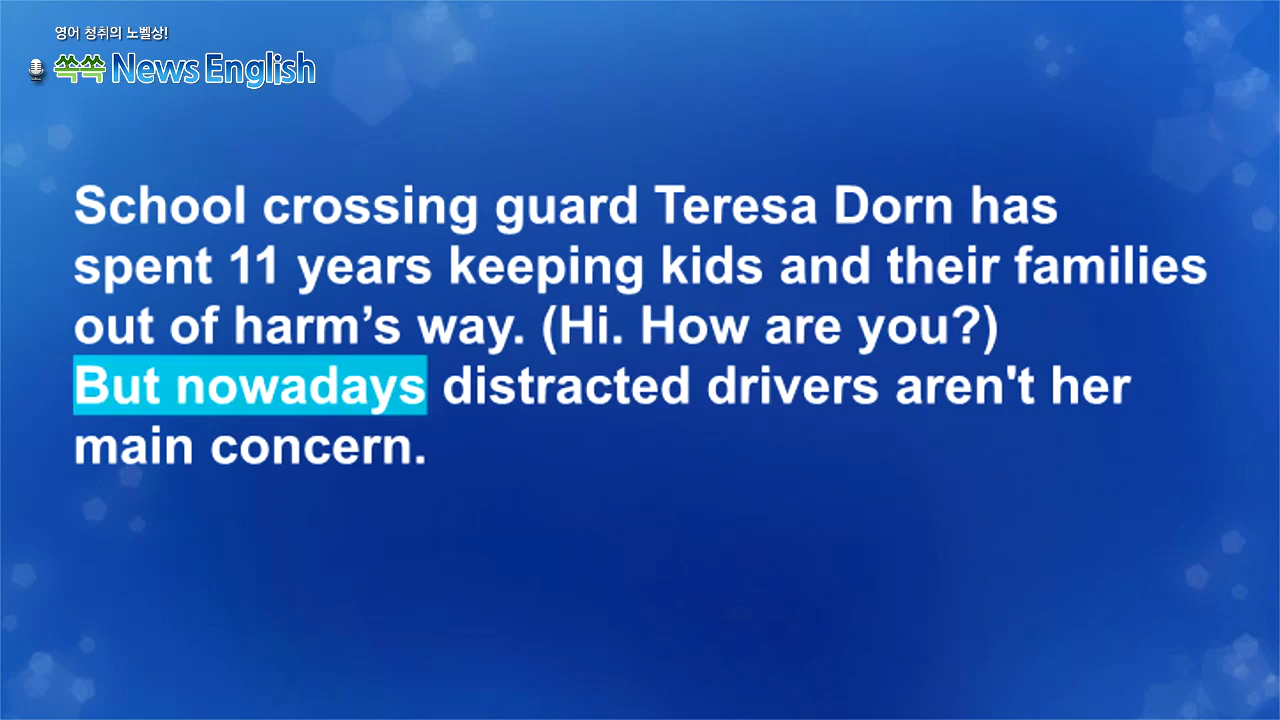 영어 청취의 노벨상!
쏙쏙 News English
School crossing guard Teresa Dorn has
spent 11 years keeping kids and their families
out of harm’s way. (Hi. How are you?)
But nowadays distracted drivers aren't her
main concern.